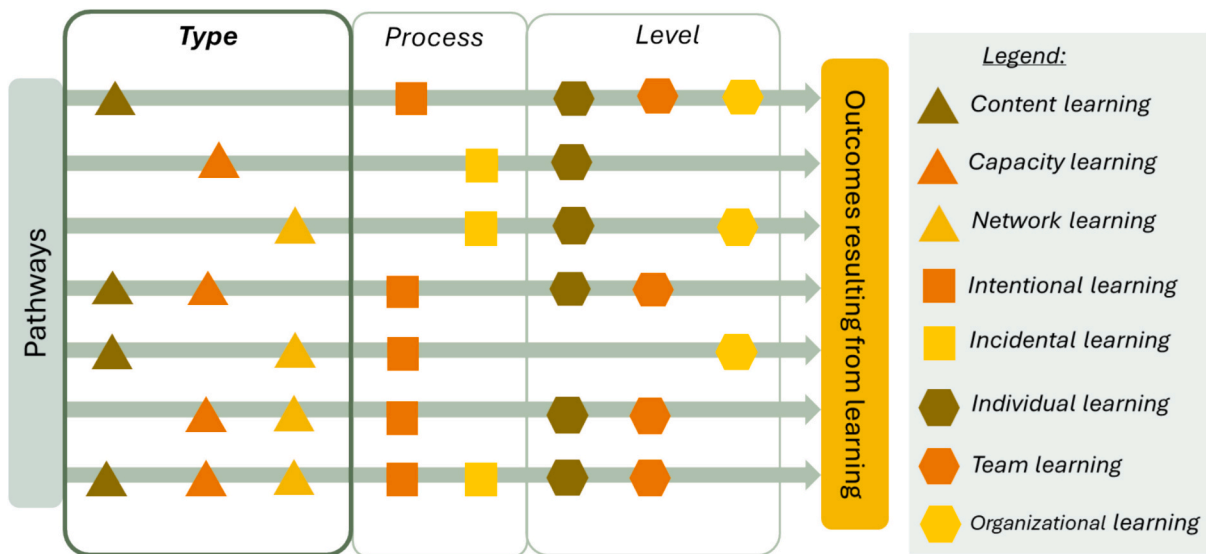 Type
Process
Level
Pathways
Outcomes resulting from learning
Legend:
Content learning
Capacity learning
Network learning
Intentional learning
Incidental learning
Individual learning
Team learning
Organizational learning